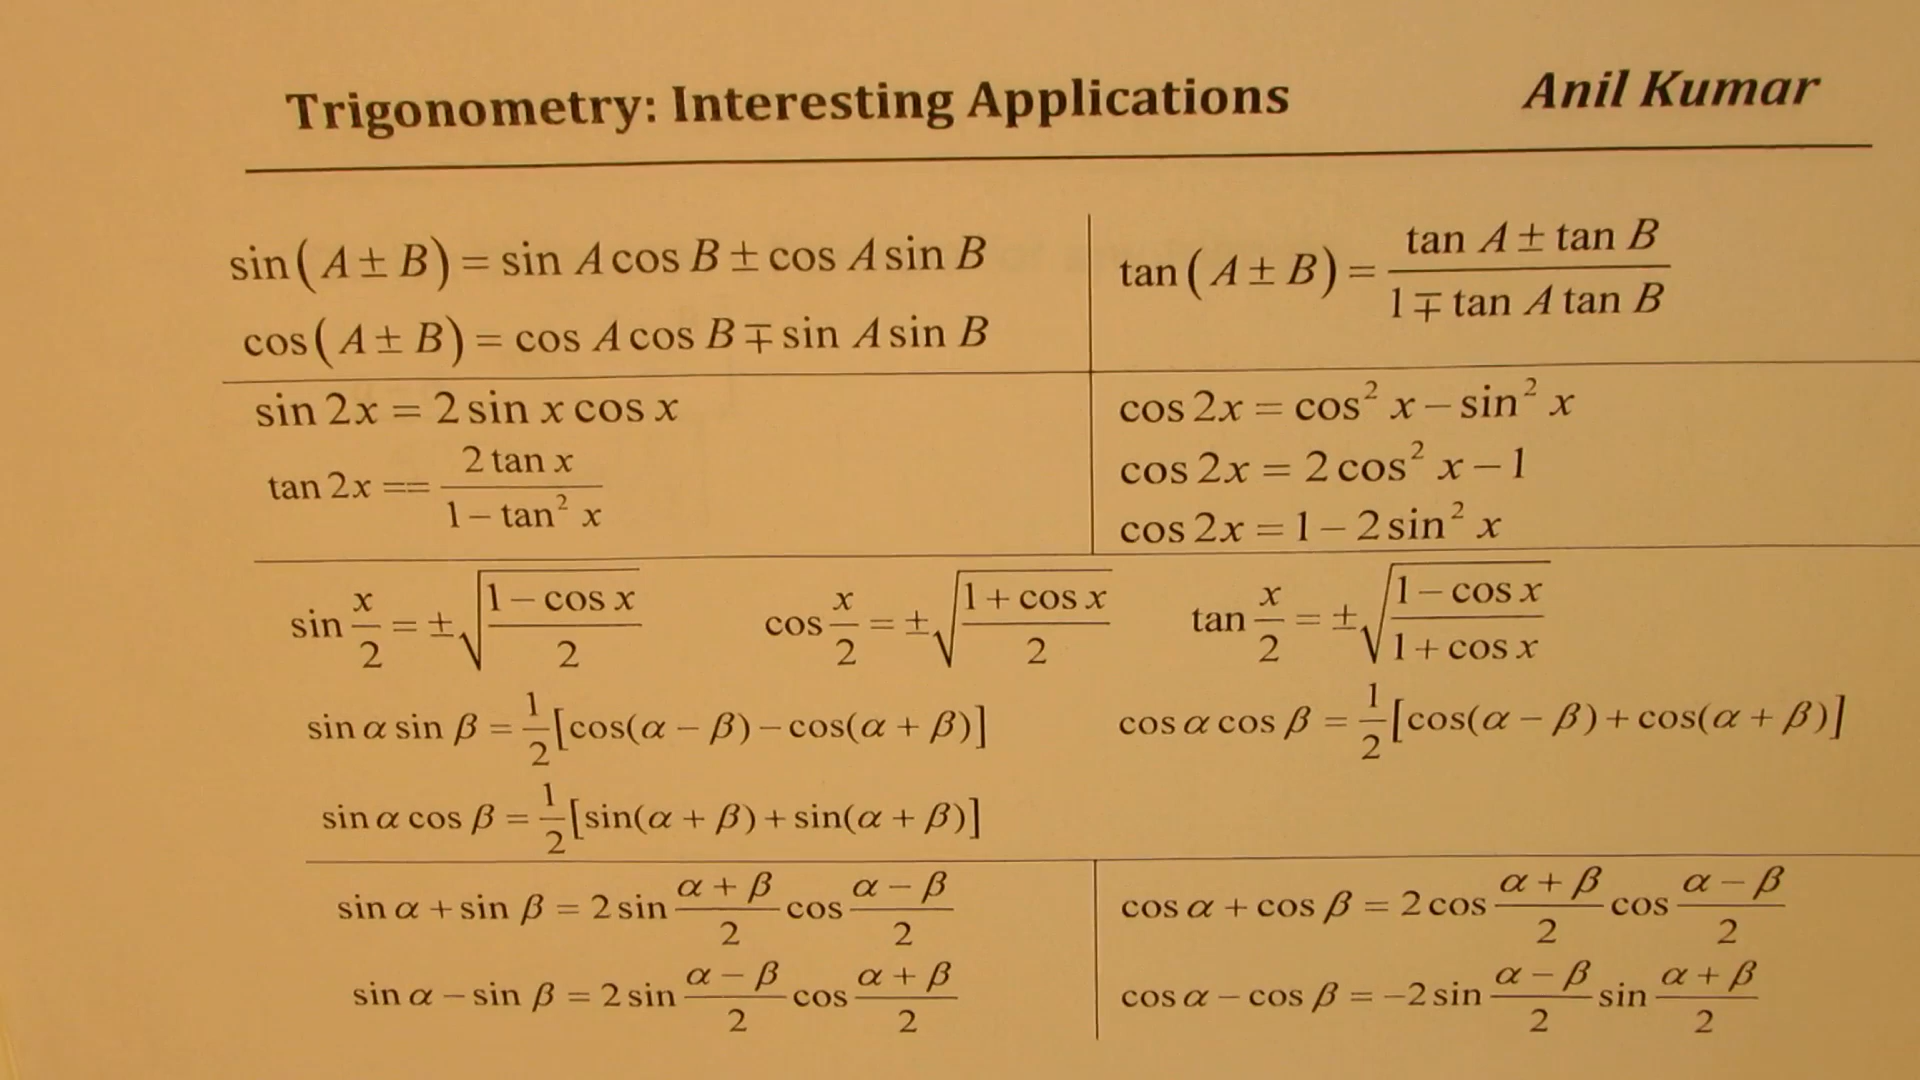 Trigonometry: Interesting Applications Anil Kumar
sin(A ± B) = sin A cos B ± cos A sin B
tan(A ± B) = (tan A ± tan B)/(1 ∓ tan A tan B)
cos(A ± B) = cos A cos B ∓ sin A sin B
sin 2x = 2 sin x cos x
tan 2x == (2 tan x)/(1 − tan² x)
cos 2x = cos² x − sin² x
cos 2x = 2 cos² x − 1
cos 2x = 1 − 2 sin² x
sin x/2 = ±√((1 − cos x)/2) cos x/2 = ±√((1 + cos x)/2) tan x/2 = ±√((1 − cos x)/(1 + cos x))
sin α sin β = 1/2 [cos(α − β) − cos(α + β)] cos α cos β = 1/2 [cos(α − β) + cos(α + β)]
sin α cos β = 1/2 [sin(α + β) + sin(α + β)]
sin α + sin β = 2 sin (α + β)/2 cos (α − β)/2
sin α − sin β = 2 sin (α − β)/2 cos (α + β)/2
cos α + cos β = 2 cos (α + β)/2 cos (α − β)/2
cos α − cos β = −2 sin (α − β)/2 sin (α + β)/2